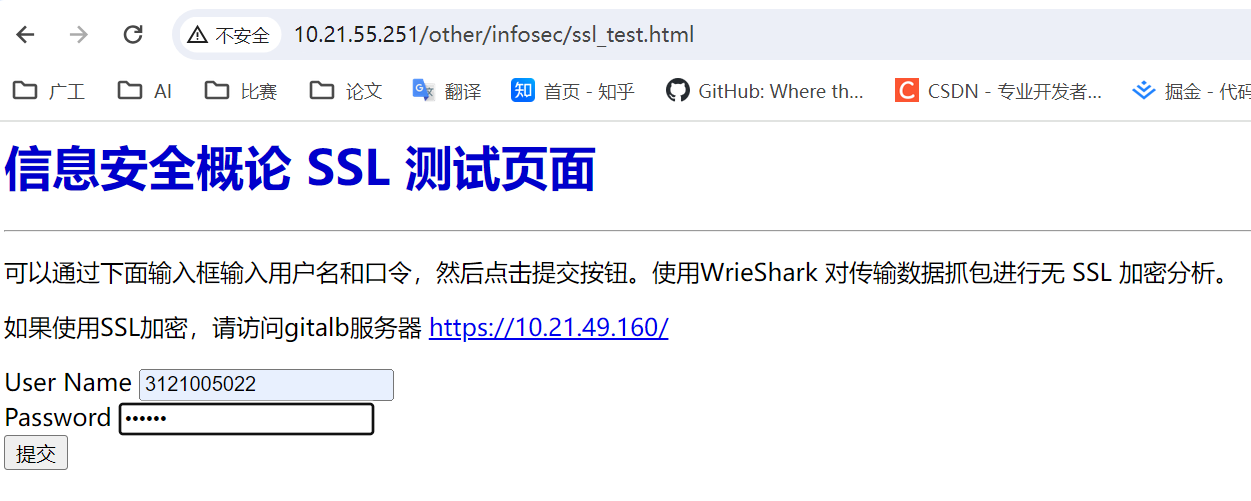 不安全 10.21.55.251/other/infosec/ssl_test.html
广工 AI 比赛 论文 翻译 知 首页 - 知乎 GitHub: Where th... C CSDN - 专业开发者... 掘金 - 代码
信息安全概论 SSL 测试页面
可以通过下面输入框输入用户名和口令，然后点击提交按钮。使用WrieShark 对传输数据抓包进行无 SSL 加密分析。
如果使用SSL加密，请访问gitalb服务器 https://10.21.49.160/
User Name 3121005022
Password ••••••
提交